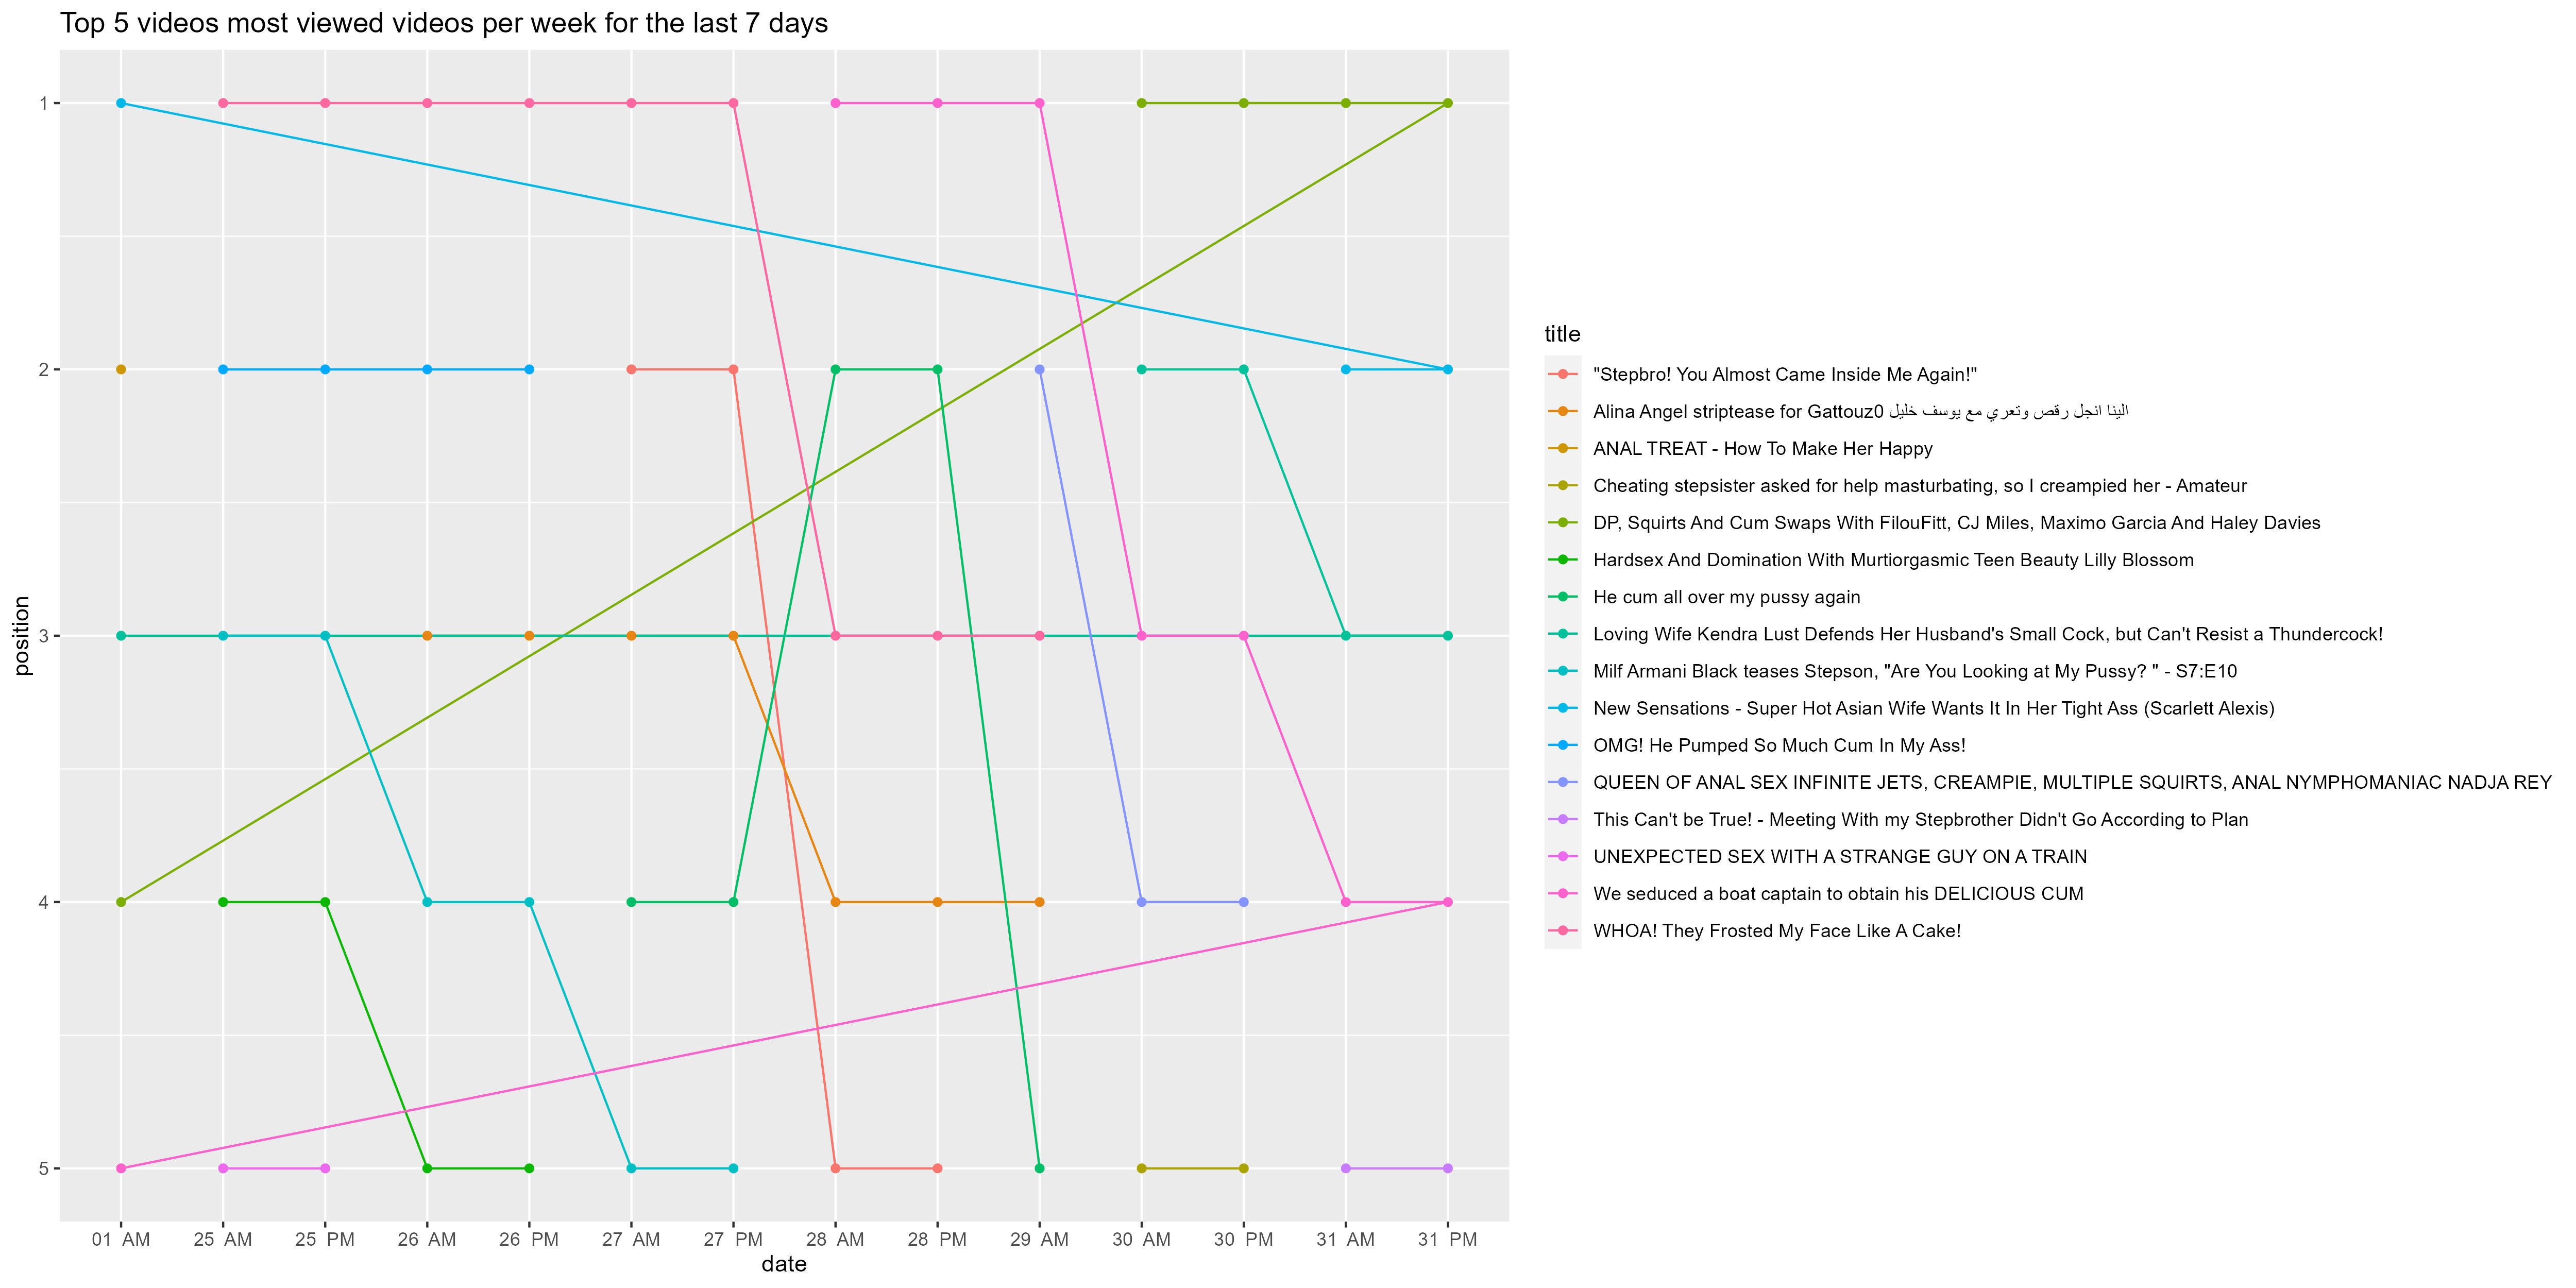 Top 5 videos most viewed videos per week for the last 7 days
position
1
2
3
4
5
01 AM 25 AM 25 PM 26 AM 26 PM 27 AM 27 PM 28 AM 28 PM 29 AM 30 AM 30 PM 31 AM 31 PM
date
title
"Stepbro! You Almost Came Inside Me Again!"
Alina Angel striptease for Gattouz0 الينا انجل رقص وتعري مع يوسف خليل
ANAL TREAT - How To Make Her Happy
Cheating stepsister asked for help masturbating, so I creampied her - Amateur
DP, Squirts And Cum Swaps With FilouFitt, CJ Miles, Maximo Garcia And Haley Davies
Hardsex And Domination With Murtiorgasmic Teen Beauty Lilly Blossom
He cum all over my pussy again
Loving Wife Kendra Lust Defends Her Husband's Small Cock, but Can't Resist a Thundercock!
Milf Armani Black teases Stepson, "Are You Looking at My Pussy? " - S7:E10
New Sensations - Super Hot Asian Wife Wants It In Her Tight Ass (Scarlett Alexis)
OMG! He Pumped So Much Cum In My Ass!
QUEEN OF ANAL SEX INFINITE JETS, CREAMPIE, MULTIPLE SQUIRTS, ANAL NYMPHOMANIAC NADJA REY
This Can't be True! - Meeting With my Stepbrother Didn't Go According to Plan
UNEXPECTED SEX WITH A STRANGE GUY ON A TRAIN
We seduced a boat captain to obtain his DELICIOUS CUM
WHOA! They Frosted My Face Like A Cake!